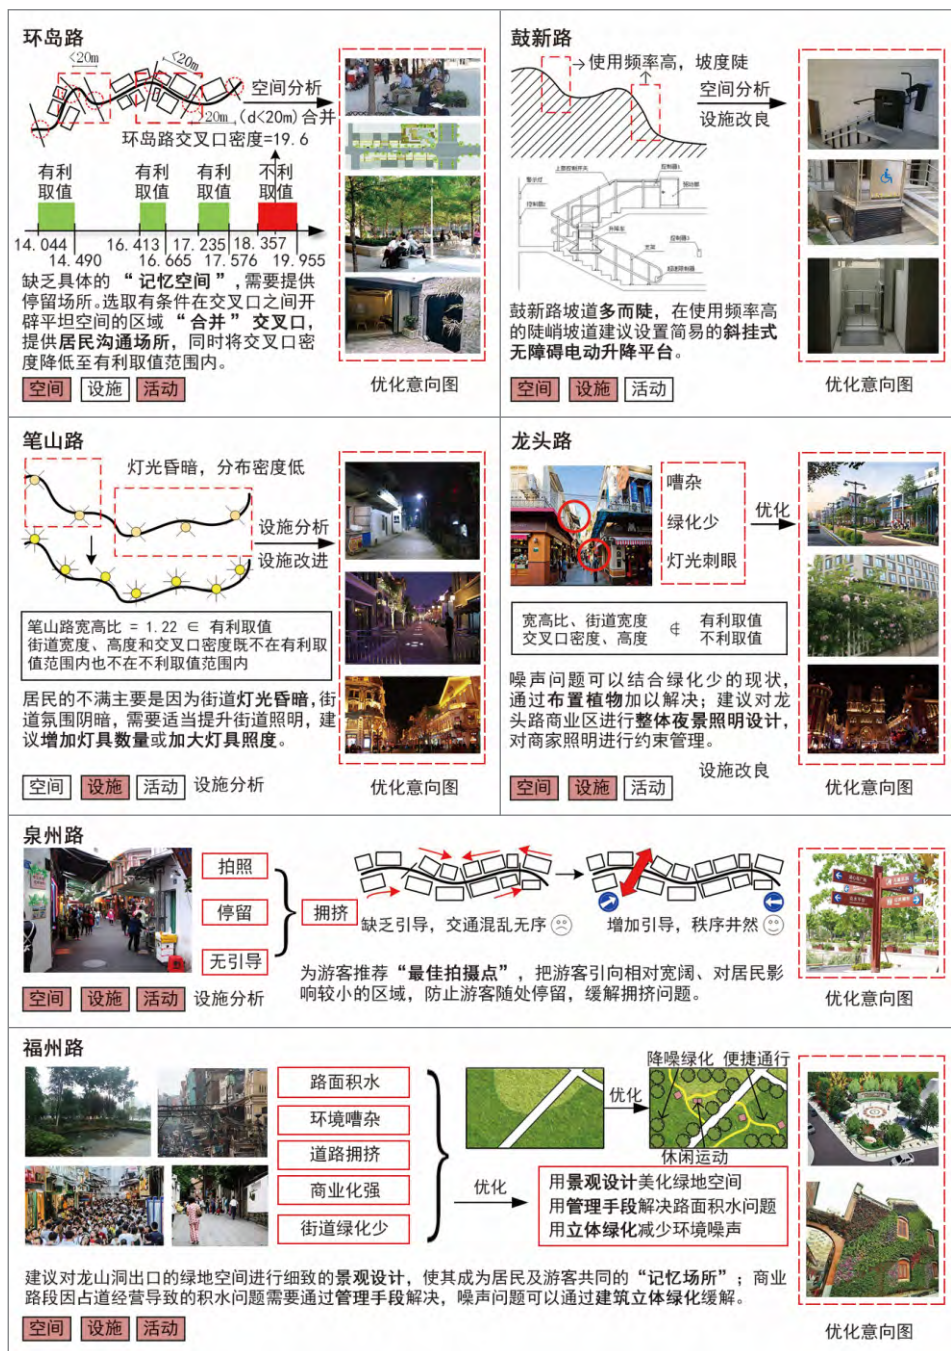 环岛路
<20m
<20m
20m
空间分析
(d<20m)合并
环岛路交叉口密度=19.6
有利取值
有利取值
有利取值
不利取值
14.044
16.413
17.235
18.357
14.490
16.665
17.576
19.955
缺乏具体的“记忆空间”,需要提供
停留场所。选取有条件在交叉口之间开
辟平坦空间的区域“合并”交叉口,
提供居民沟通场所,同时将交叉口密
度降低至有利取值范围内。
空间 设施 活动
优化意向图
鼓新路
使用频率高，坡度陡
空间分析
设施改良
鼓新路坡道多而陡，在使用频率高
的陡峭坡道建议设置简易的斜挂式
无障碍电动升降平台。
空间 设施 活动
优化意向图
笔山路
灯光昏暗，分布密度低
设施分析
设施改进
笔山路宽高比 = 1.22 ∈ 有利取值
街道宽度、高度和交叉口密度既不在有利取
值范围内也不在不利取值范围内
居民的不满主要是因为街道灯光昏暗,街
道氛围阴暗，需要适当提升街道照明，建
议增加灯具数量或加大灯具照度。
空间 设施 活动 设施分析
优化意向图
龙头路
嘈杂
绿化少
灯光刺眼
优化
宽高比、街道宽度
交叉口密度、高度
∉
有利取值
不利取值
噪声问题可以结合绿化少的现状，
通过布置植物加以解决；建议对龙
头路商业区进行整体夜景照明设计，
对商家照明进行约束管理。
设施改良
空间 设施 活动
优化意向图
泉州路
拍照
停留
无引导
拥挤
缺乏引导，交通混乱无序
增加引导，秩序井然
为游客推荐“最佳拍摄点”，把游客引向相对宽阔、对居民影
响较小的区域，防止游客随处停留，缓解拥挤问题。
空间 设施 活动 设施分析
优化意向图
福州路
路面积水
环境嘈杂
道路拥挤
商业化强
街道绿化少
优化
降噪绿化 便捷通行
休闲运动
优化
用景观设计美化绿地空间
用管理手段解决路面积水问题
用立体绿化减少环境噪声
建议对龙山洞出口的绿地空间进行细致的景观设计，使其成为居民及游客共同的“记忆场所”；商业
路段因占道经营导致的积水问题需要通过管理手段解决，噪声问题可以通过建筑立体绿化缓解。
空间 设施 活动
优化意向图